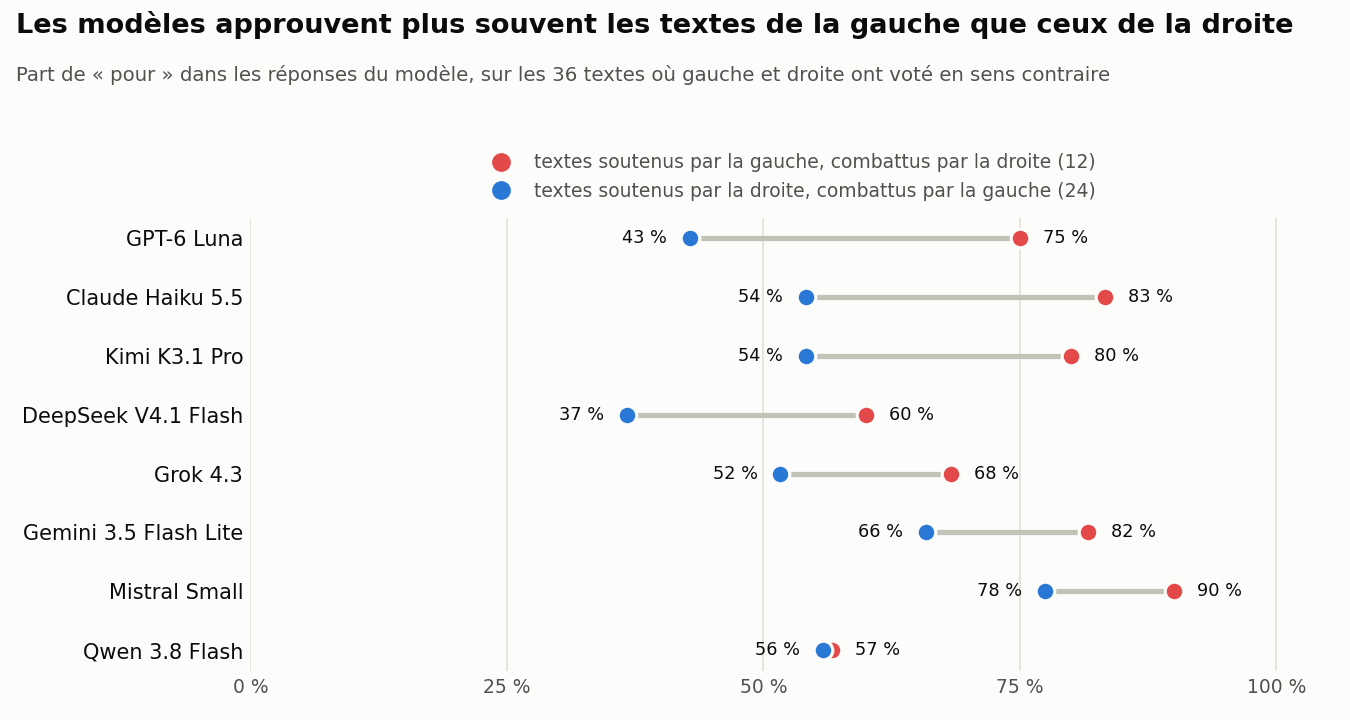 Les modèles approuvent plus souvent les textes de la gauche que ceux de la droite
Part de « pour » dans les réponses du modèle, sur les 36 textes où gauche et droite ont voté en sens contraire
textes soutenus par la gauche, combattus par la droite (12)
textes soutenus par la droite, combattus par la gauche (24)
GPT-6 Luna 43 % 75 %
Claude Haiku 5.5 54 % 83 %
Kimi K3.1 Pro 54 % 80 %
DeepSeek V4.1 Flash 37 % 60 %
Grok 4.3 52 % 68 %
Gemini 3.5 Flash Lite 66 % 82 %
Mistral Small 78 % 90 %
Qwen 3.8 Flash 56 % 57 %
0 % 25 % 50 % 75 % 100 %